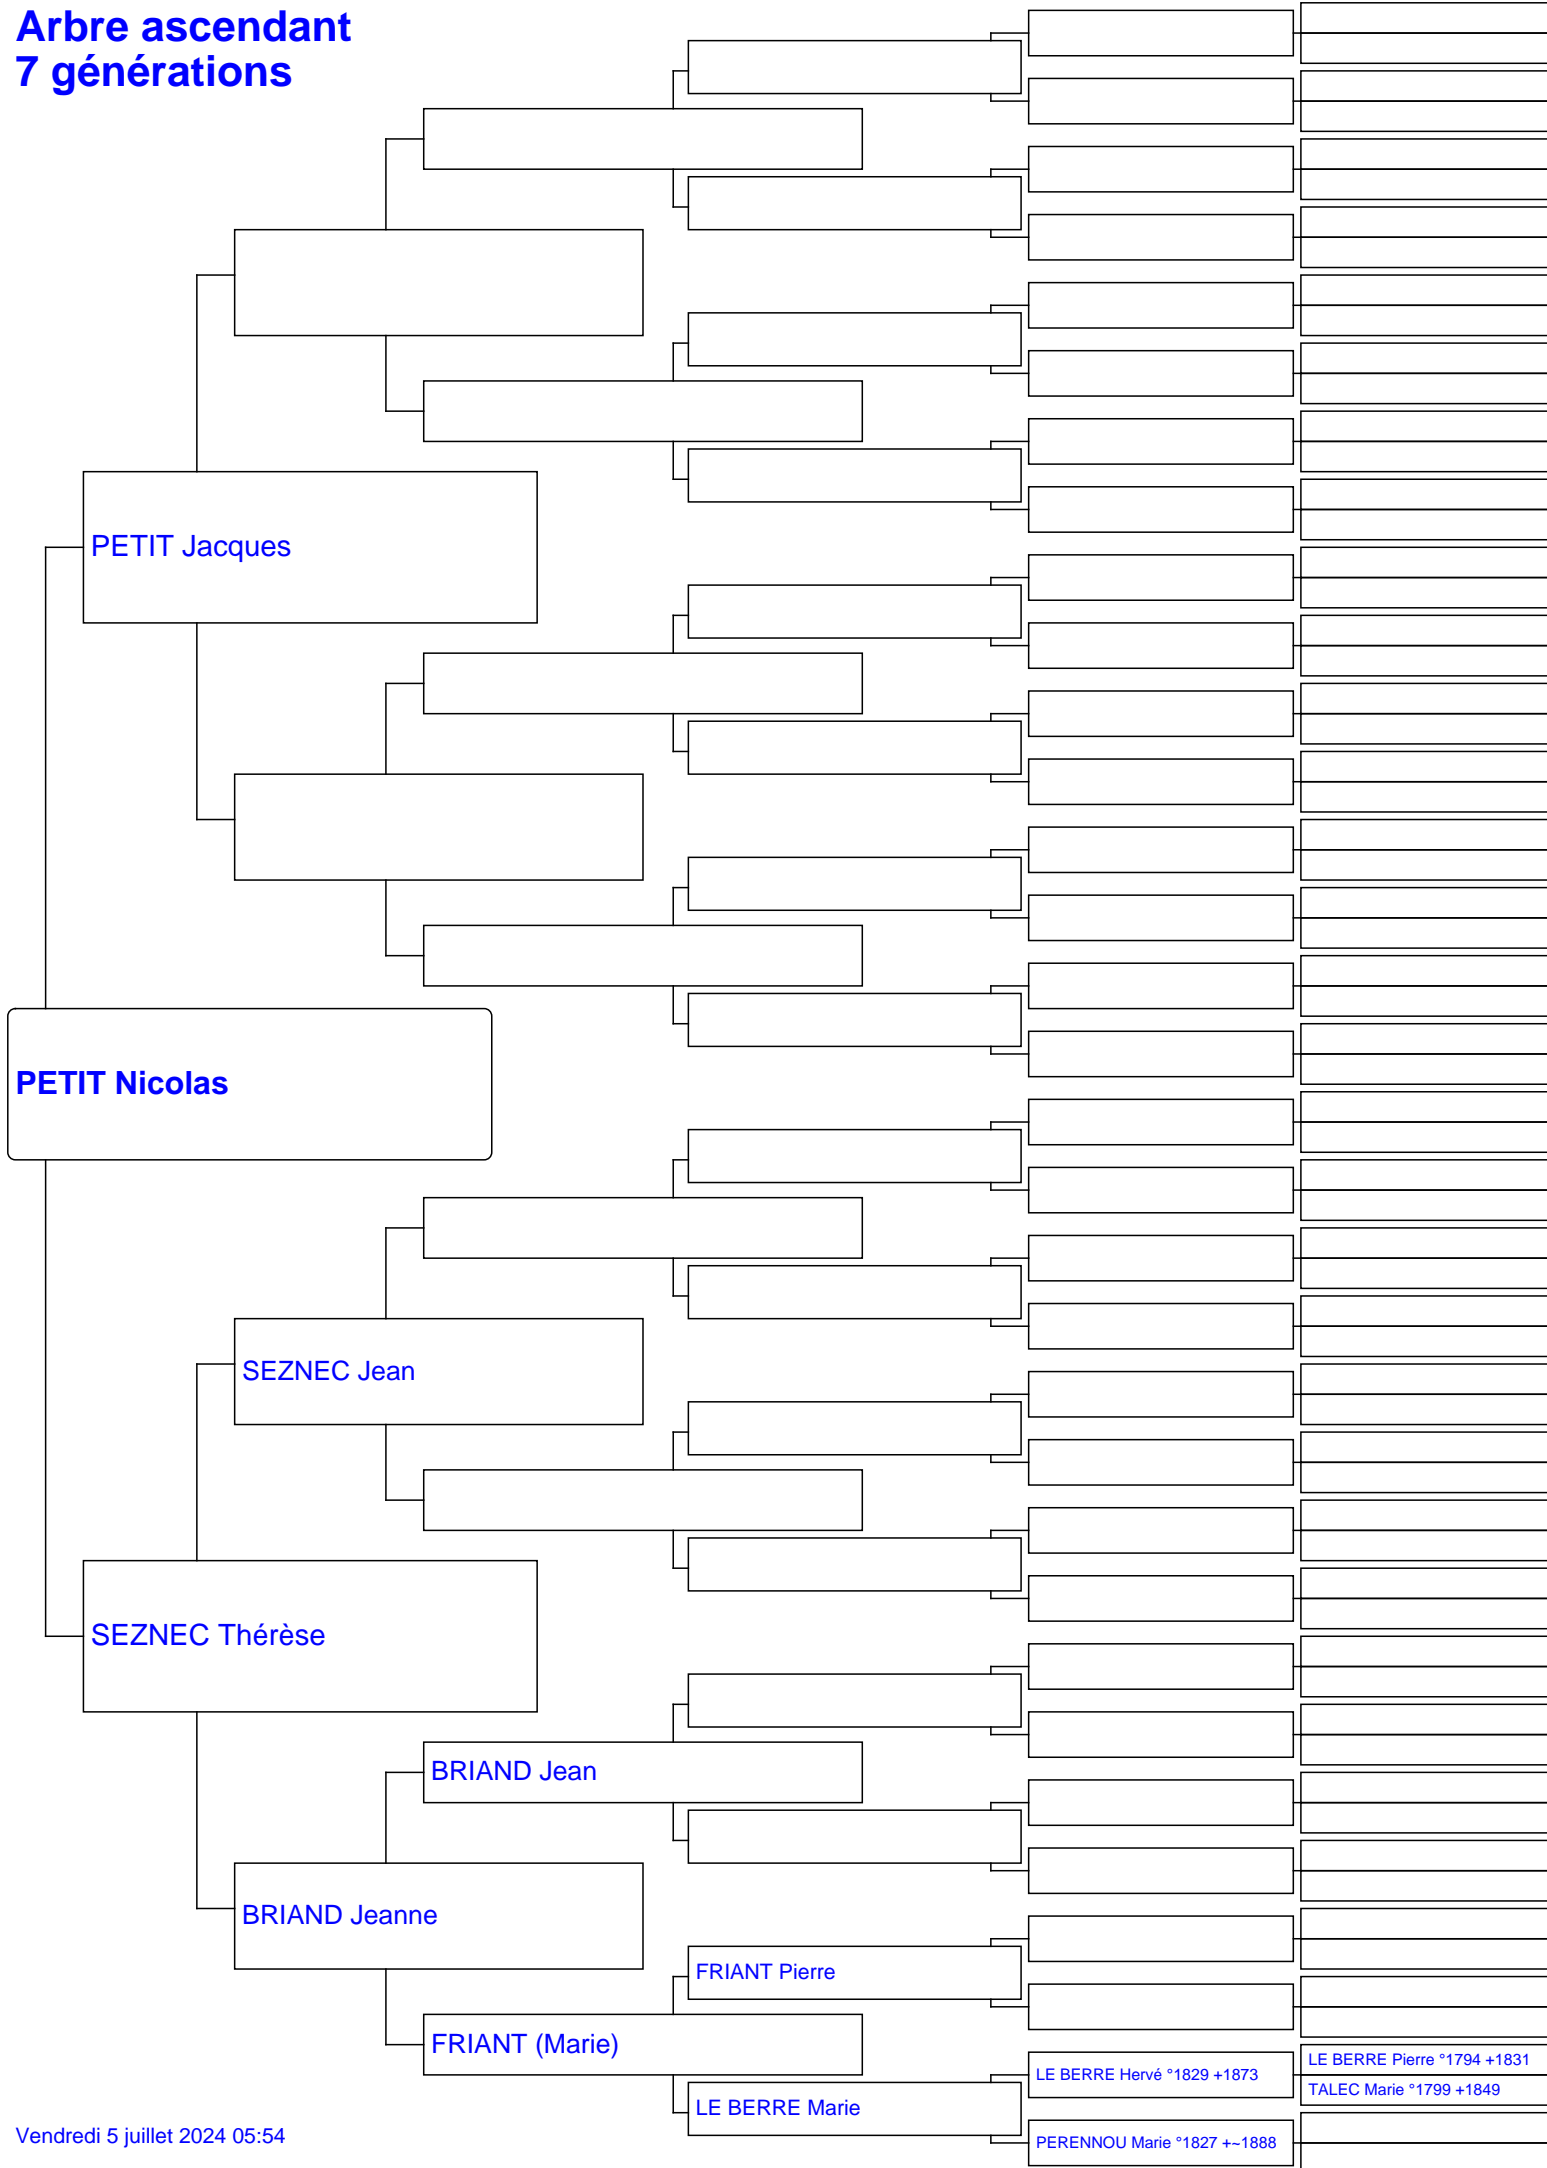 Arbre ascendant
7 générations
PETIT Jacques
PETIT Nicolas
SEZNEC Jean
SEZNEC Thérèse
BRIAND Jean
BRIAND Jeanne
FRIANT Pierre
FRIANT (Marie)
LE BERRE Pierre °1794 +1831
LE BERRE Hervé °1829 +1873
TALEC Marie °1799 +1849
LE BERRE Marie
Vendredi 5 juillet 2024 05:54
PERENNOU Marie °1827 +~1888